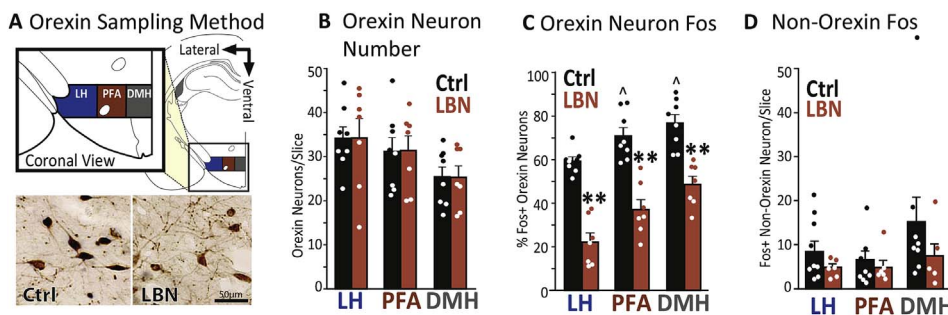 A Orexin Sampling Method
Lateral
Ventral
LH PFA DMH
Coronal View
Ctrl
LBN
50µm
B Orexin Neuron
Number
Orexin Neurons/Slice
50
40
30
20
10
0
Ctrl
LBN
LH PFA DMH
C Orexin Neuron Fos
% Fos+ Orexin Neurons
100
80
60
40
20
0
Ctrl
LBN
^
^
**
**
**
LH PFA DMH
D Non-Orexin Fos
Fos+ Non-Orexin Neuron/Slice
50
40
30
20
10
0
Ctrl
LBN
LH PFA DMH